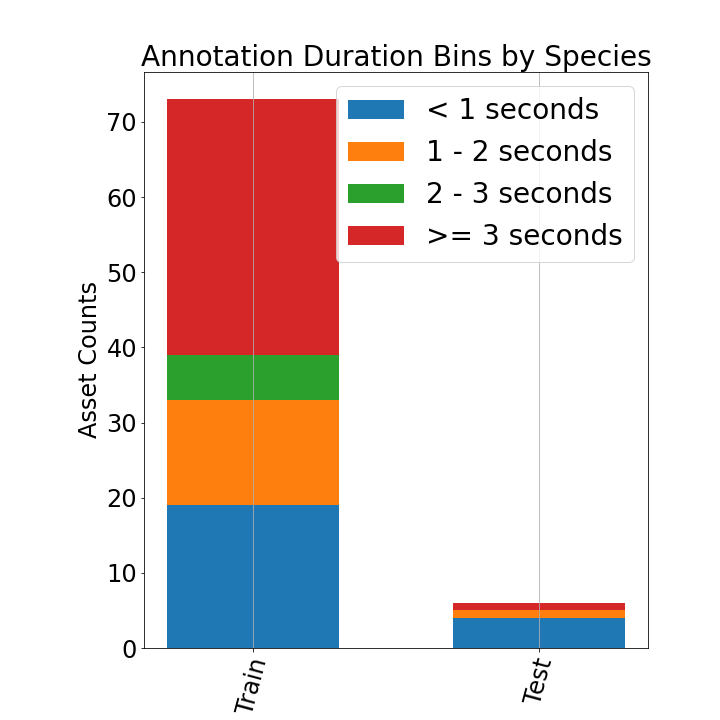 Annotation Duration Bins by Species
< 1 seconds
1 - 2 seconds
2 - 3 seconds
>= 3 seconds
Asset Counts
70
60
50
40
30
20
10
0
Train
Test